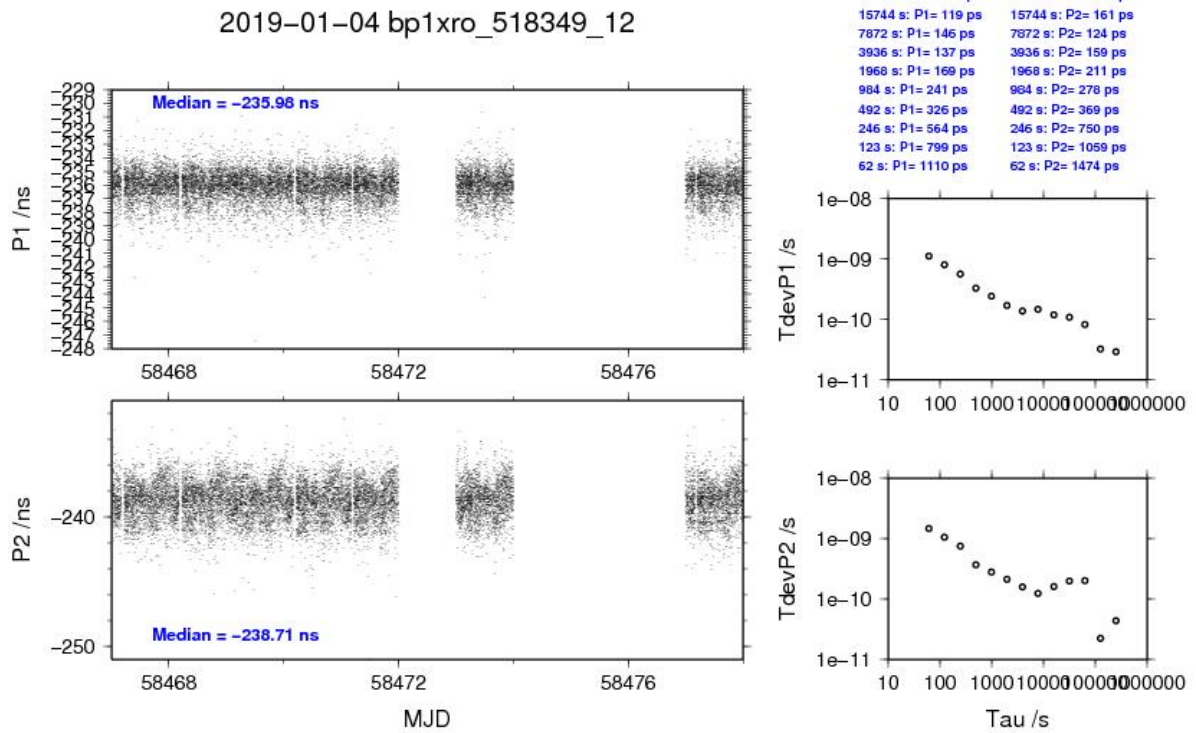 2019−01−04 bp1xro_518349_12
15744 s: P1= 119 ps 15744 s: P2= 161 ps
7872 s: P1= 146 ps 7872 s: P2= 124 ps
3936 s: P1= 137 ps 3936 s: P2= 159 ps
1968 s: P1= 169 ps 1968 s: P2= 211 ps
984 s: P1= 241 ps 984 s: P2= 278 ps
492 s: P1= 326 ps 492 s: P2= 369 ps
246 s: P1= 564 ps 246 s: P2= 750 ps
123 s: P1= 799 ps 123 s: P2= 1059 ps
62 s: P1= 1110 ps 62 s: P2= 1474 ps
P1 /ns
−229
−230
−231
−232
−233
−234
−235
−236
−237
−238
−239
−240
−241
−242
−243
−244
−245
−246
−247
−248
Median = −235.98 ns
58468 58472 58476
TdevP1 /s
1e−08
1e−09
1e−10
1e−11
10 100 1000 10000 100000 1000000
P2 /ns
−240
−250
Median = −238.71 ns
58468 58472 58476
MJD
TdevP2 /s
1e−08
1e−09
1e−10
1e−11
10 100 1000 10000 100000 1000000
Tau /s